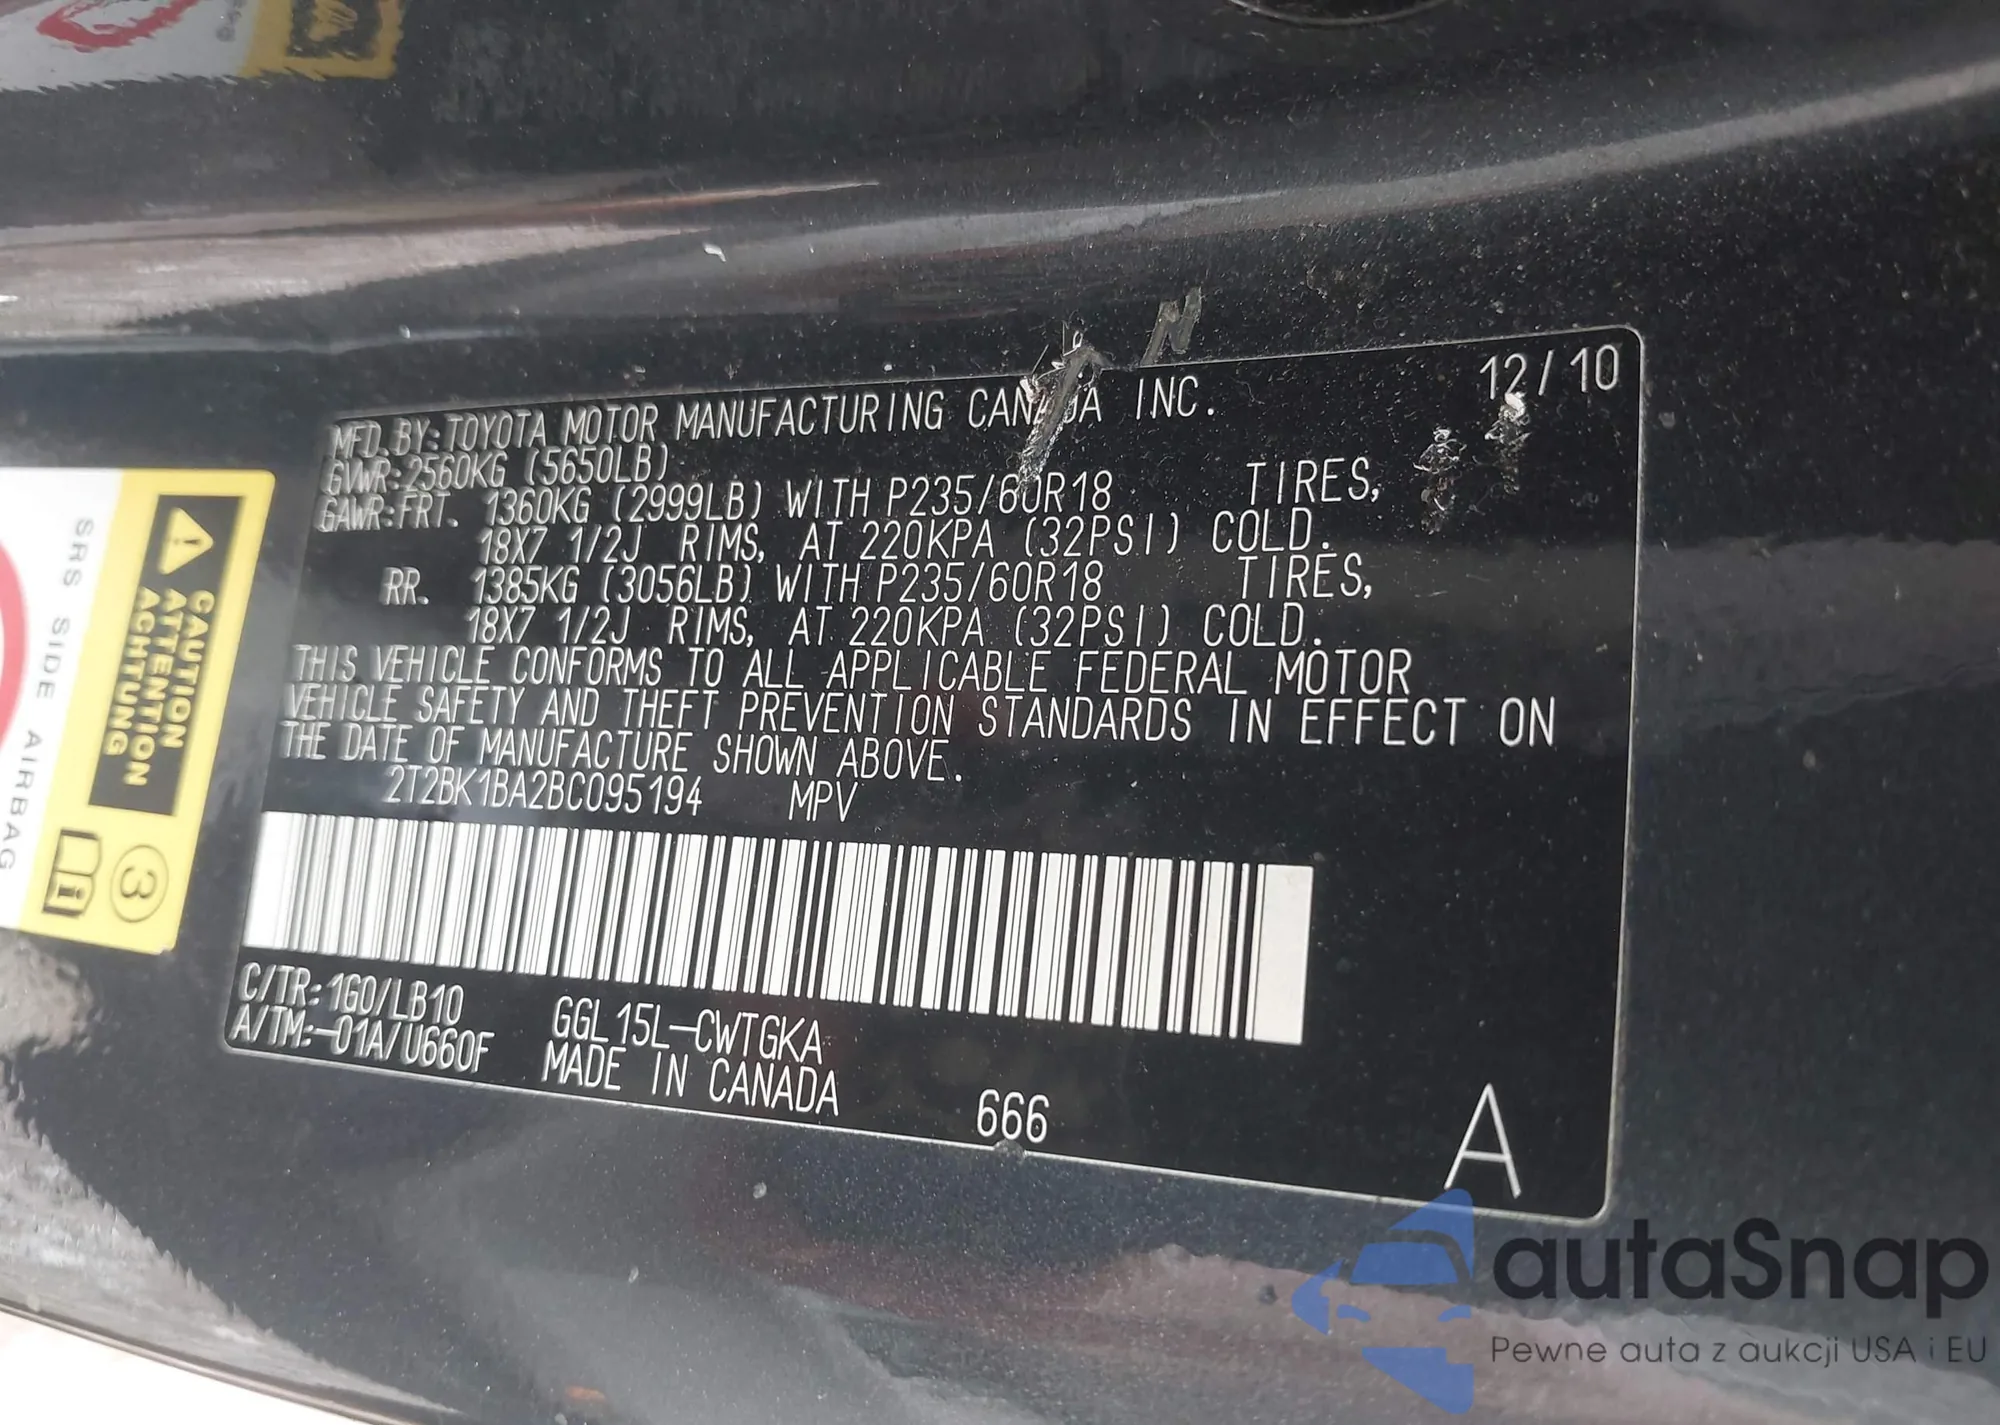 MFD. BY: TOYOTA MOTOR MANUFACTURING CANADA INC. 12/10
GVWR: 2560KG (5650LB)
GAWR: FRT. 1360KG (2999LB) WITH P235/60R18 TIRES,
18X7 1/2J RIMS, AT 220KPA (32PSI) COLD.
RR. 1385KG (3056LB) WITH P235/60R18 TIRES,
18X7 1/2J RIMS, AT 220KPA (32PSI) COLD.
THIS VEHICLE CONFORMS TO ALL APPLICABLE FEDERAL MOTOR
VEHICLE SAFETY AND THEFT PREVENTION STANDARDS IN EFFECT ON
THE DATE OF MANUFACTURE SHOWN ABOVE.
2T2BK1BA2BC095194 MPV
C/TR: 1G0/LB10 GGL15L-CWTGKA
A/TM: -01A/U660F MADE IN CANADA
666
A
CAUTION
ATTENTION
ACHTUNG
SRS SIDE AIRBAG
3
i
autaSnap
Pewne auta z aukcji USA i EU